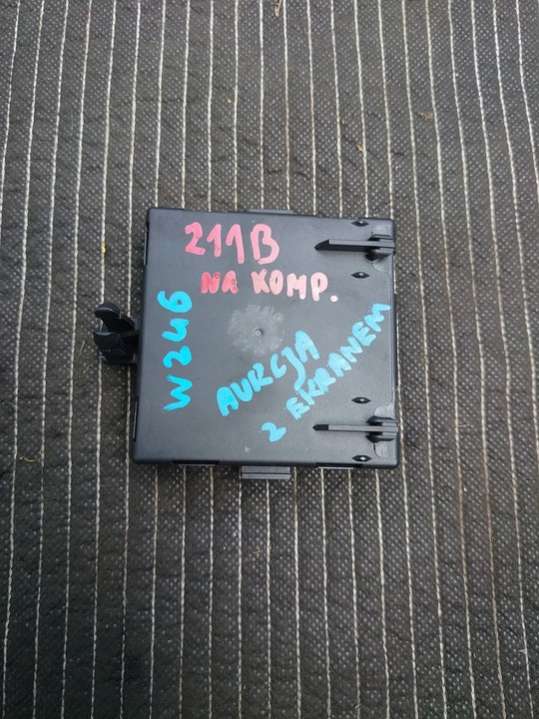 211B
NA KOMP.
W246
AUKCJA
Z EKRANEM